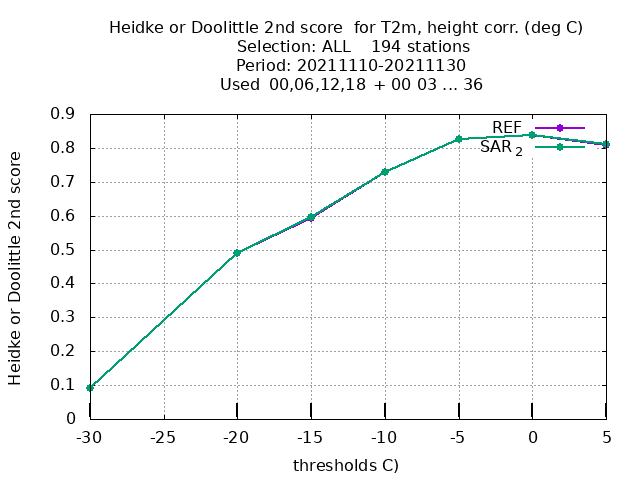 Heidke or Doolittle 2nd score  for T2m, height corr. (deg C)
Selection: ALL    194 stations
Period: 20211110-20211130
Used  00,06,12,18  + 00 03 ... 36
Heidke or Doolittle 2nd score
0.9
0.8
0.7
0.6
0.5
0.4
0.3
0.2
0.1
0
REF
SAR 2
-30 -25 -20 -15 -10 -5 0 5
thresholds C)